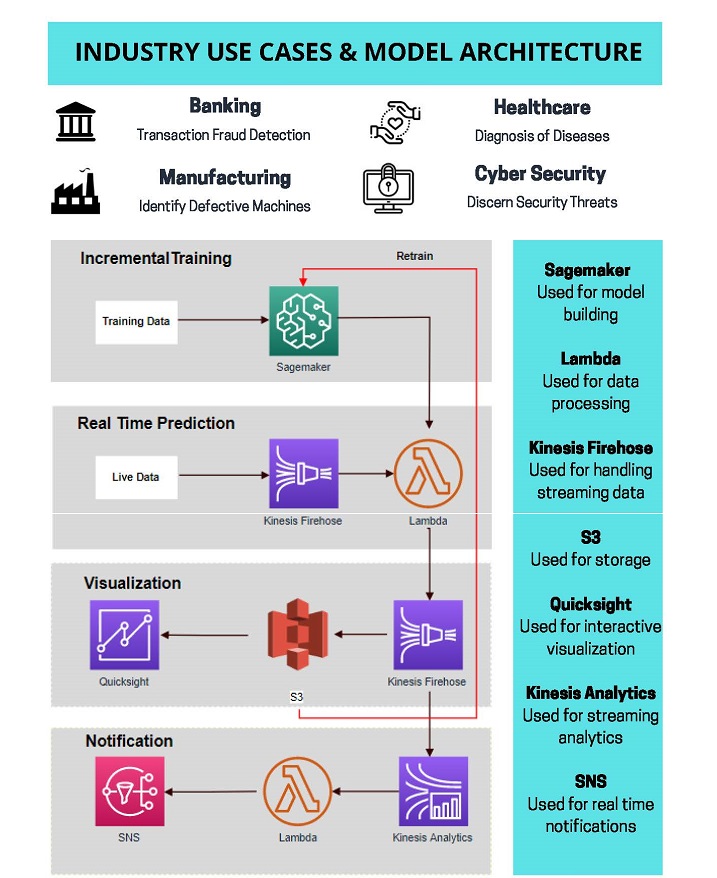 INDUSTRY USE CASES & MODEL ARCHITECTURE
Banking
Transaction Fraud Detection
Healthcare
Diagnosis of Diseases
Manufacturing
Identify Defective Machines
Cyber Security
Discern Security Threats
Incremental Training
Retrain
Training Data
Sagemaker
Real Time Prediction
Live Data
Kinesis Firehose
Lambda
Visualization
Quicksight
S3
Kinesis Firehose
Notification
SNS
Lambda
Kinesis Analytics
Sagemaker
Used for model
building
Lambda
Used for data
processing
Kinesis Firehose
Used for handling
streaming data
S3
Used for storage
Quicksight
Used for interactive
visualization
Kinesis Analytics
Used for streaming
analytics
SNS
Used for real time
notifications